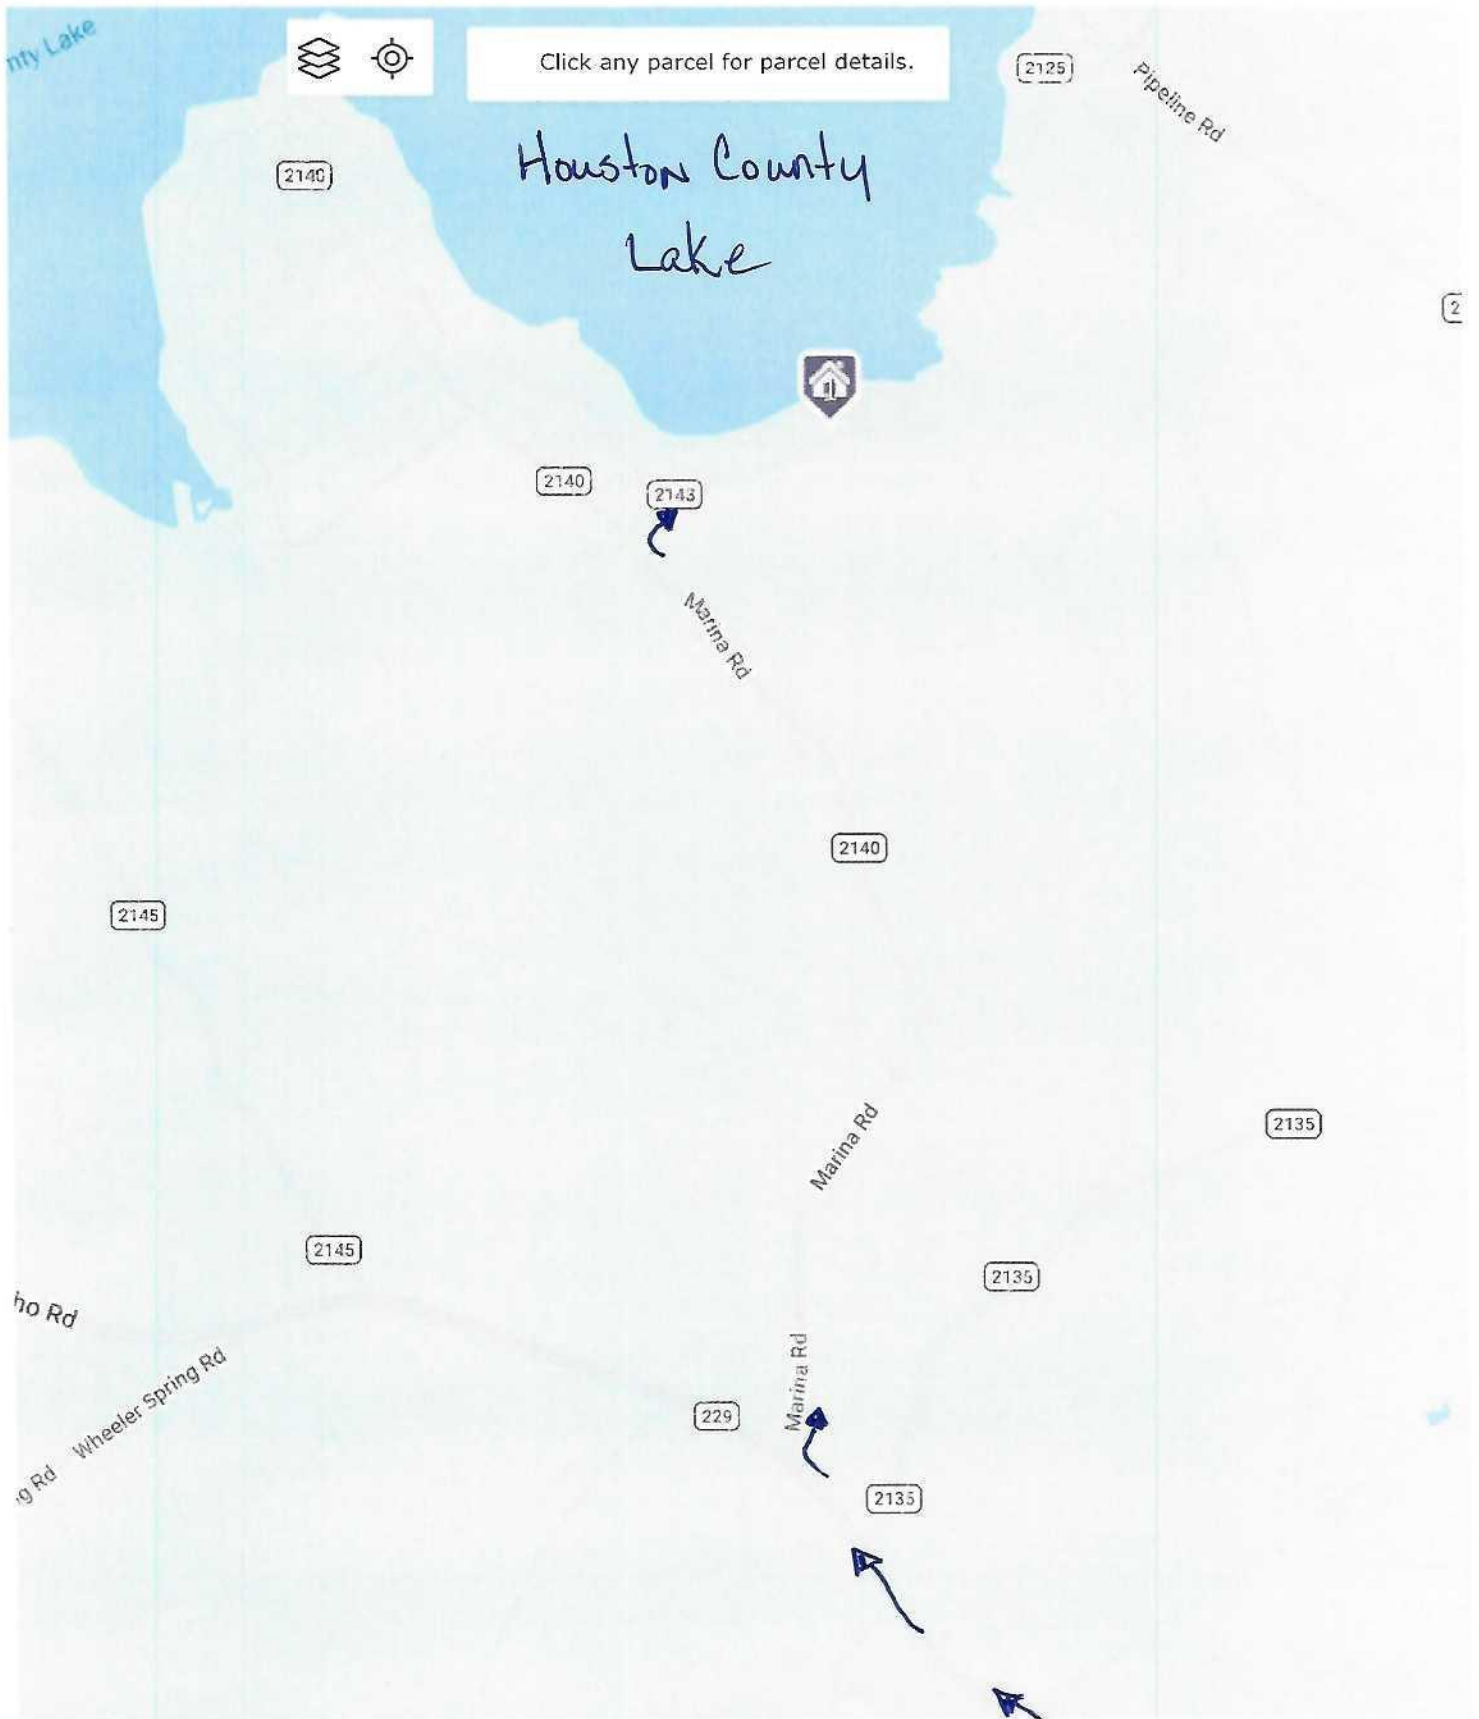 nty Lake
Click any parcel for parcel details.
2125
Pipeline Rd
Houston County
Lake
2140
2
2140
2143
Marina Rd
2140
2145
Marina Rd
2135
2145
2135
ho Rd
Wheeler Spring Rd
Marina Rd
229
g Rd
2135